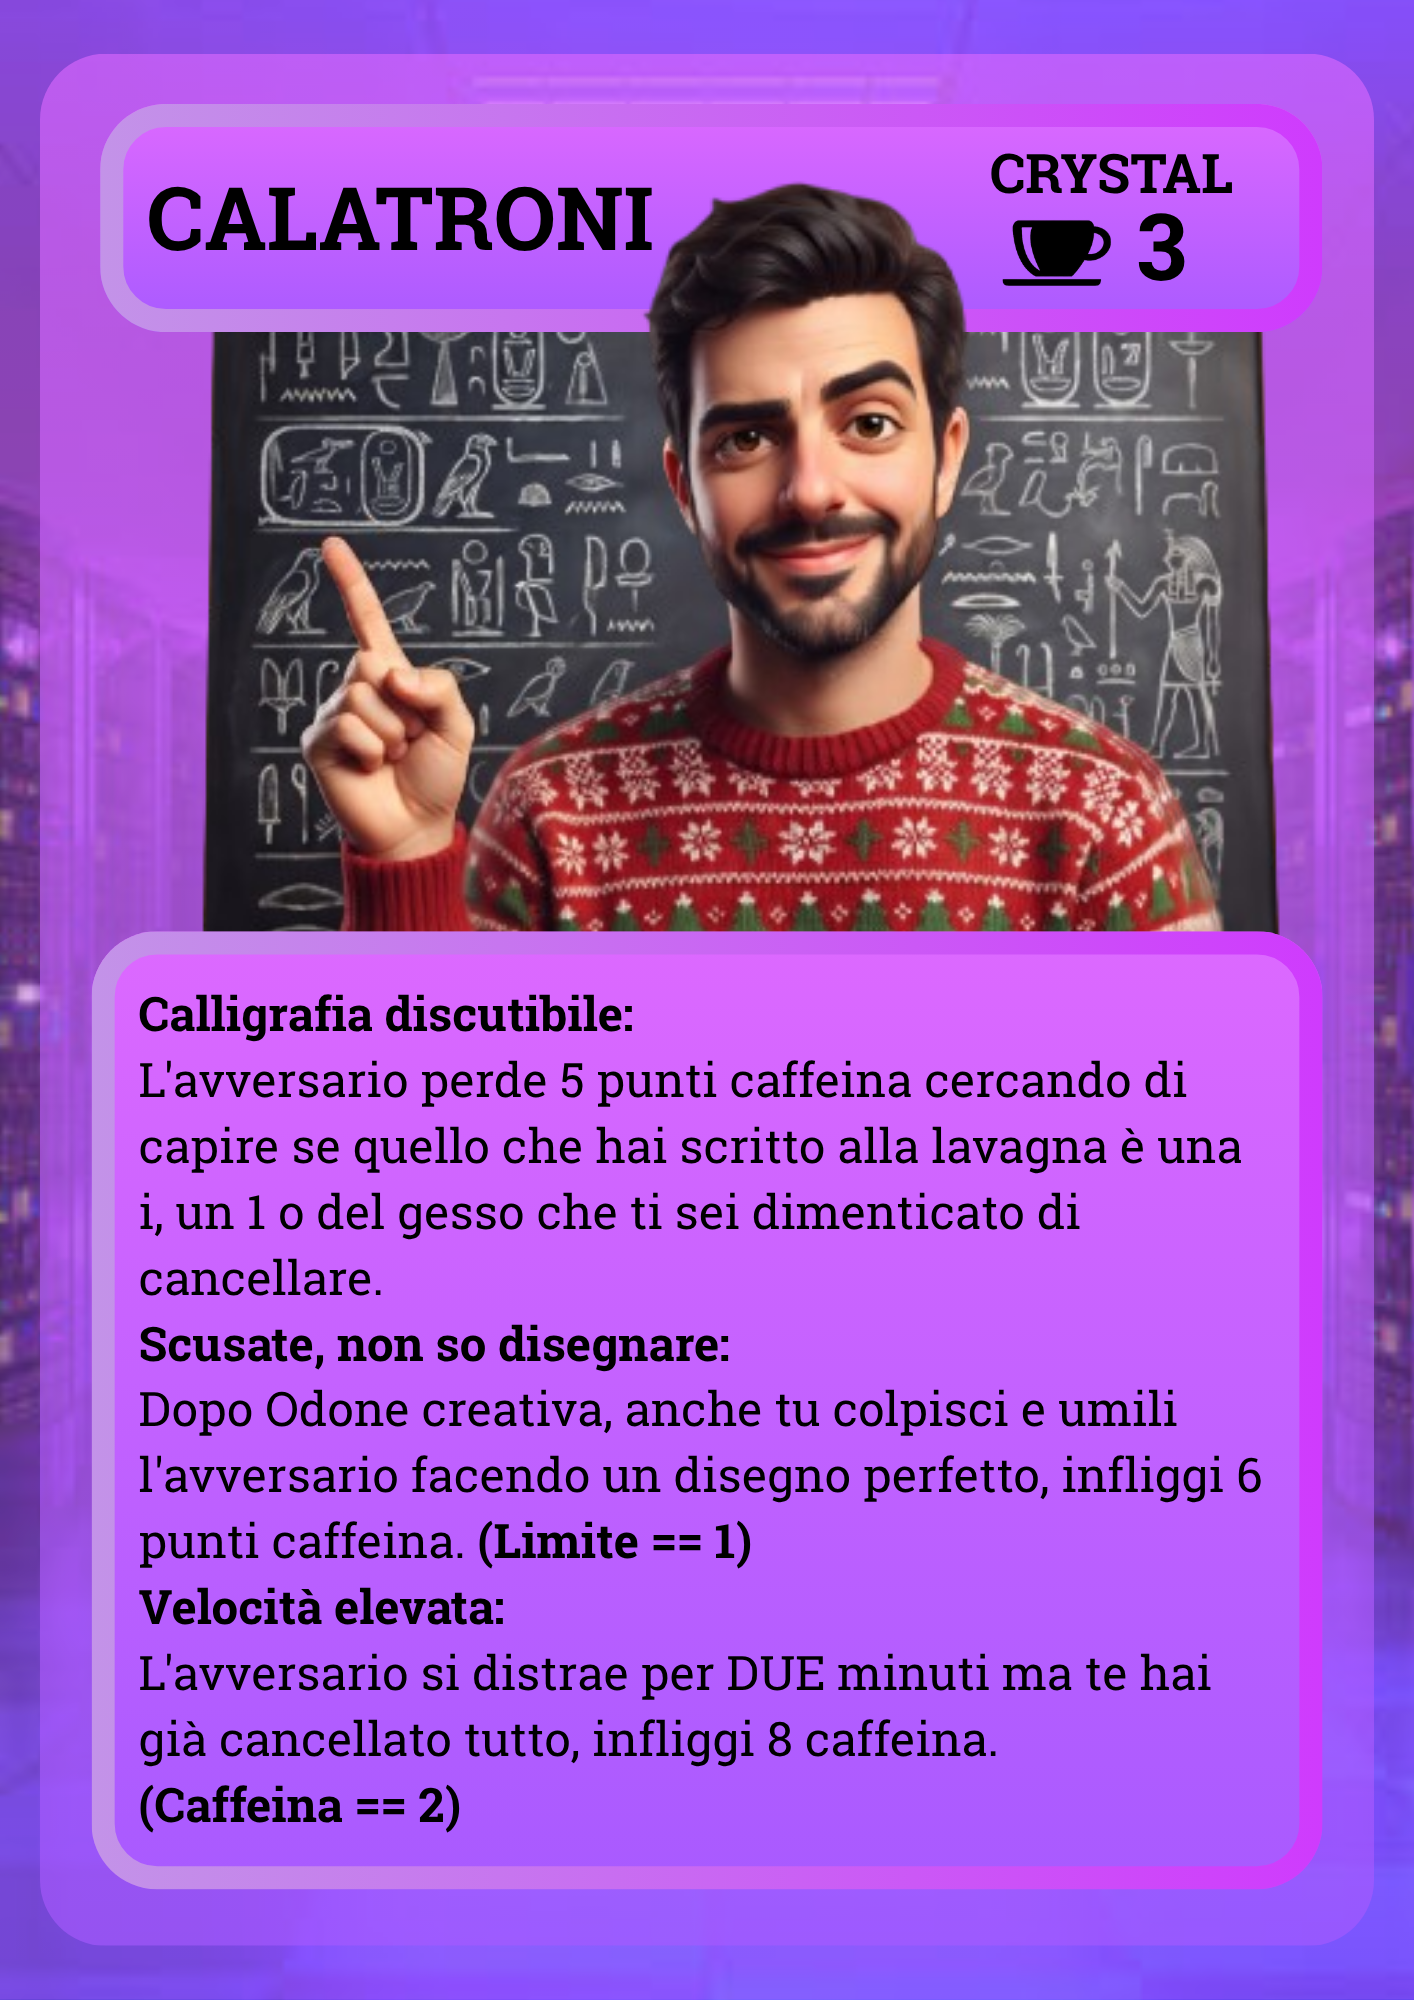 CALATRONI
CRYSTAL
3
Calligrafia discutibile:
L'avversario perde 5 punti caffeina cercando di
capire se quello che hai scritto alla lavagna è una
i, un 1 o del gesso che ti sei dimenticato di
cancellare.
Scusate, non so disegnare:
Dopo Odone creativa, anche tu colpisci e umili
l'avversario facendo un disegno perfetto, infliggi 6
punti caffeina. (Limite == 1)
Velocità elevata:
L'avversario si distrae per DUE minuti ma te hai
già cancellato tutto, infliggi 8 caffeina.
(Caffeina == 2)